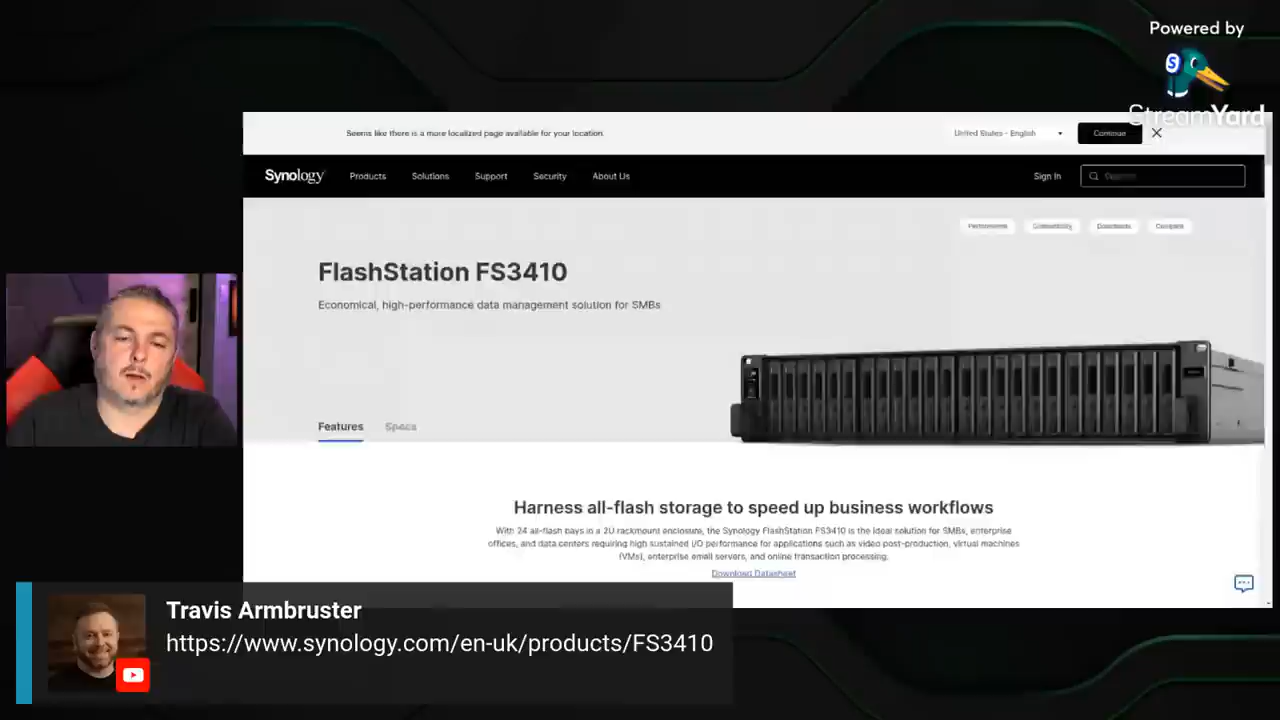 Powered by
StreamYard
Seems like there is a more localized page available for your location.
United States - English
Continue
Synology
Products
Solutions
Support
Security
About Us
Sign In
Search
Performance
Connectivity
Downloads
Compare
FlashStation FS3410
Economical, high-performance data management solution for SMBs
Features
Specs
Harness all-flash storage to speed up business workflows
With 24 all-flash bays in a 2U rackmount enclosure, the Synology FlashStation FS3410 is the ideal solution for SMBs, enterprise
offices, and data centers requiring high sustained I/O performance for applications such as video post-production, virtual machines
(VMs), enterprise email servers, and online transaction processing.
Download Datasheet
Travis Armbruster
https://www.synology.com/en-uk/products/FS3410